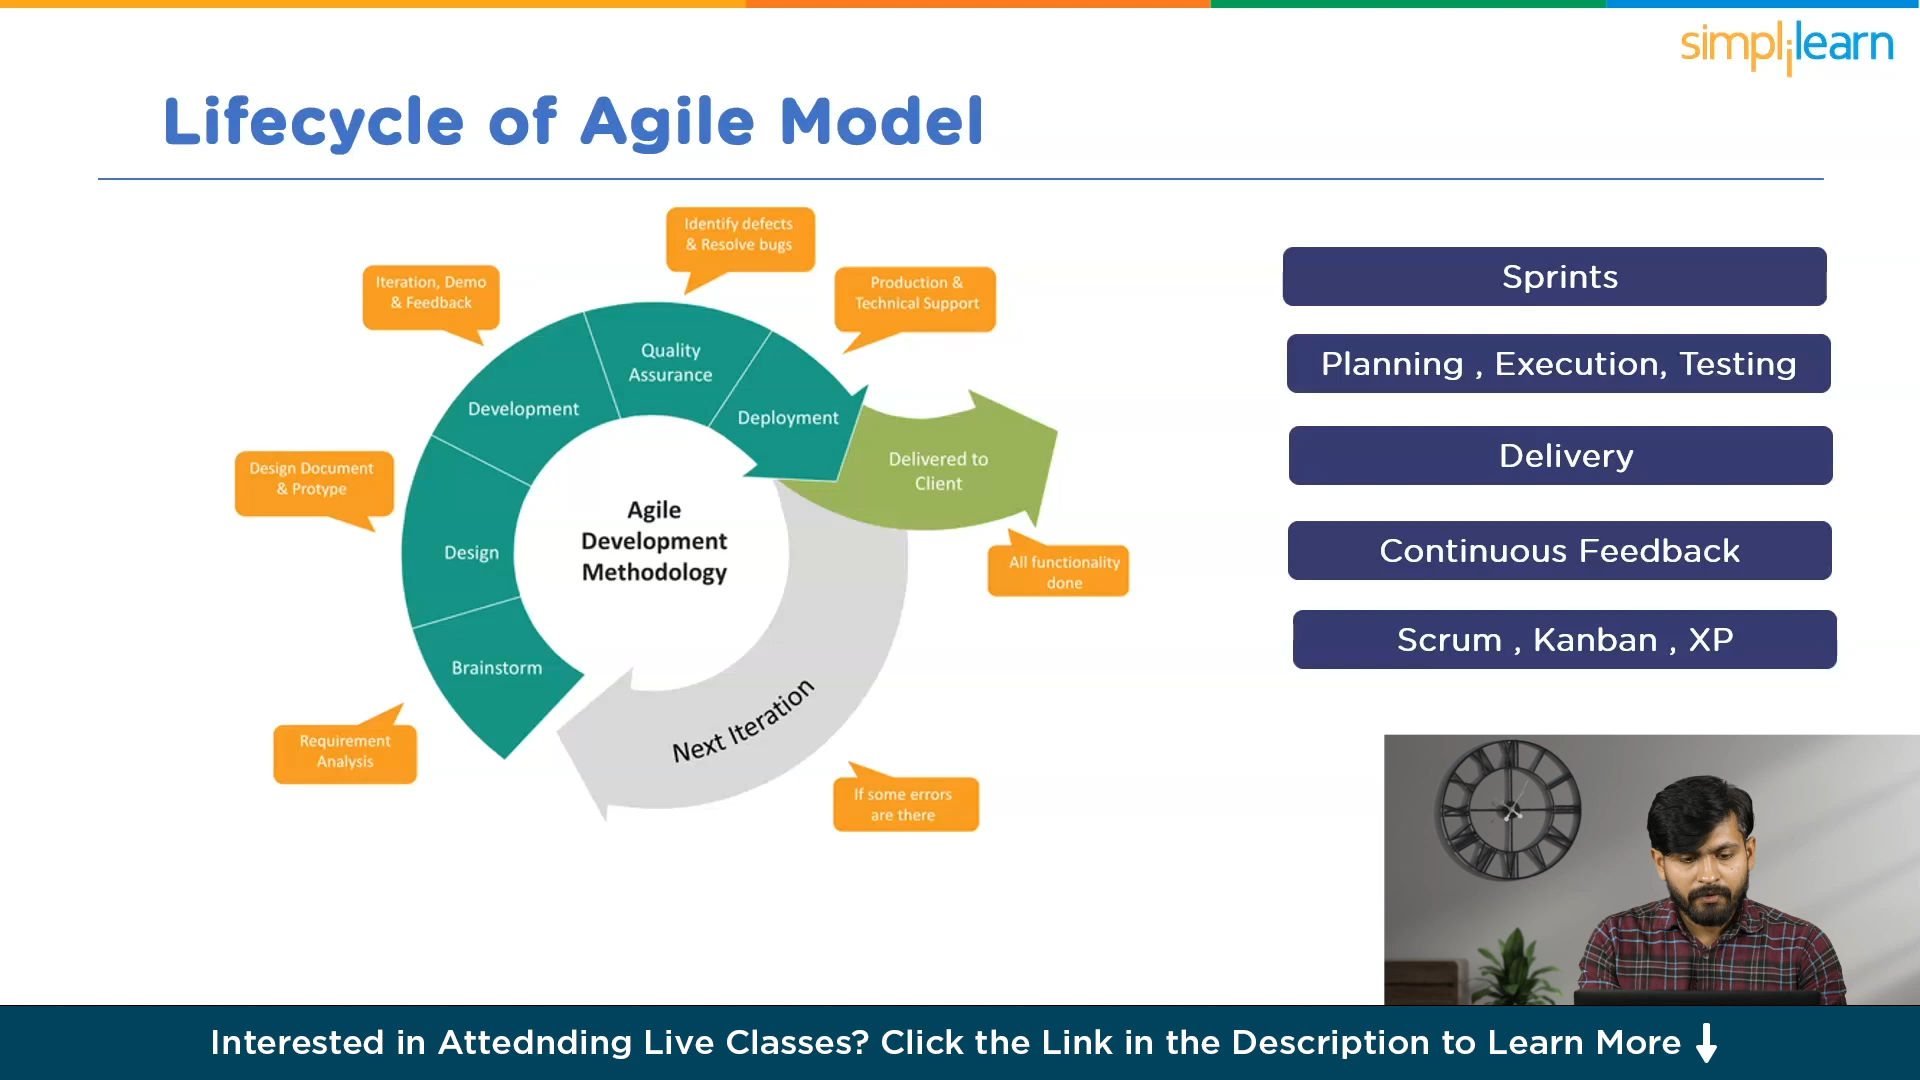 simplilearn
Lifecycle of Agile Model
Identify defects
& Resolve bugs
Iteration, Demo
& Feedback
Production &
Technical Support
Quality
Assurance
Development
Deployment
Design Document
& Protype
Delivered to
Client
Agile
Development
Methodology
Design
All functionality
done
Brainstorm
Next Iteration
Requirement
Analysis
If some errors
are there
Sprints
Planning , Execution, Testing
Delivery
Continuous Feedback
Scrum , Kanban , XP
Interested in Attednding Live Classes? Click the Link in the Description to Learn More